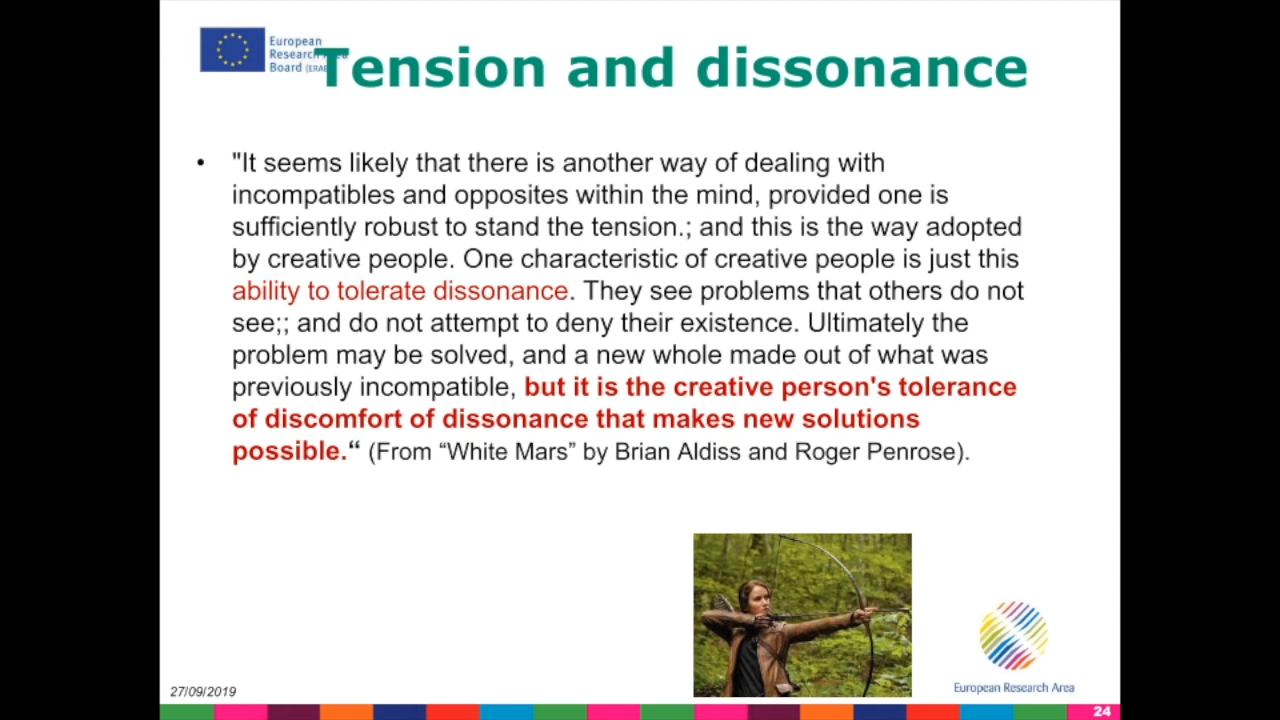 European
Research Area
Board (ERAB
Tension and dissonance
• "It seems likely that there is another way of dealing with
incompatibles and opposites within the mind, provided one is
sufficiently robust to stand the tension.; and this is the way adopted
by creative people. One characteristic of creative people is just this
ability to tolerate dissonance. They see problems that others do not
see;; and do not attempt to deny their existence. Ultimately the
problem may be solved, and a new whole made out of what was
previously incompatible, but it is the creative person's tolerance
of discomfort of dissonance that makes new solutions
possible.“ (From “White Mars” by Brian Aldiss and Roger Penrose).
European Research Area
27/09/2019
24